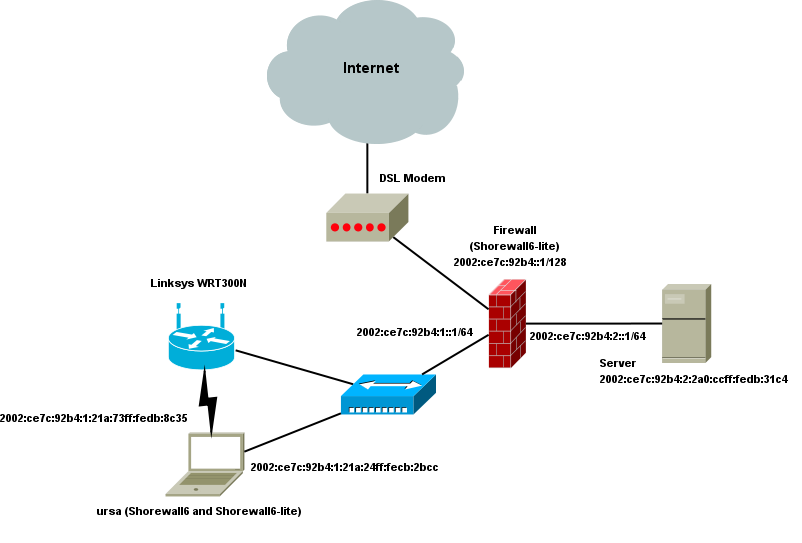 Internet
DSL Modem
Firewall
(Shorewall6-lite)
2002:ce7c:92b4::1/128
Linksys WRT300N
2002:ce7c:92b4:1::1/64
2002:ce7c:92b4:2::1/64
Server
2002:ce7c:92b4:2:2a0:ccff:fedb:31c4
2002:ce7c:92b4:1:21a:73ff:fedb:8c35
2002:ce7c:92b4:1:21a:24ff:fecb:2bcc
ursa (Shorewall6 and Shorewall6-lite)